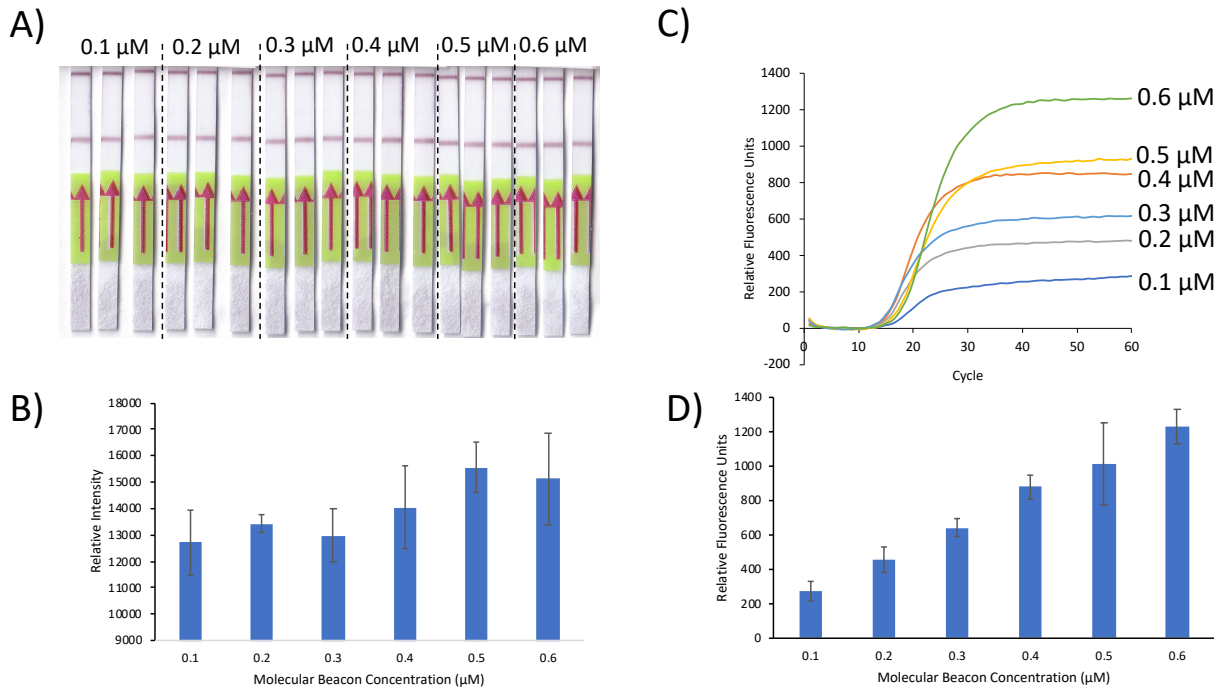 A)
0.1 µM 0.2 µM 0.3 µM 0.4 µM 0.5 µM 0.6 µM
B)
18000
17000
16000
15000
14000
13000
12000
11000
10000
9000
Relative Intensity
0.1 0.2 0.3 0.4 0.5 0.6
Molecular Beacon Concentration (µM)
C)
1400
1200
1000
800
600
400
200
0
-200
Relative Fluorescence Units
0 10 20 30 40 50 60
Cycle
0.6 µM
0.5 µM
0.4 µM
0.3 µM
0.2 µM
0.1 µM
D)
1400
1200
1000
800
600
400
200
0
Relative Fluorescence Units
0.1 0.2 0.3 0.4 0.5 0.6
Molecular Beacon Concentration (µM)